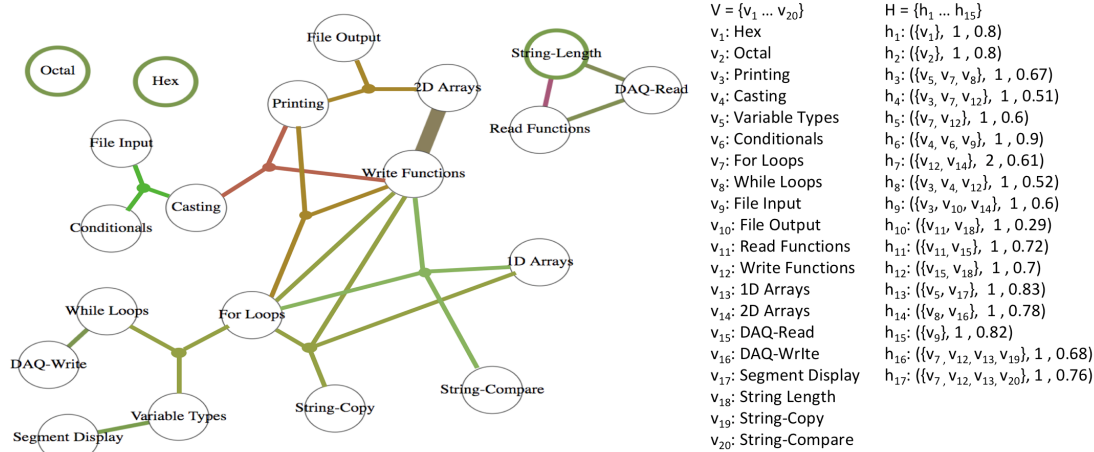 File Output
String-Length
Octal
Hex
2D Arrays
DAQ-Read
Printing
Read Functions
File Input
Write Functions
Casting
Conditionals
1D Arrays
While Loops
For Loops
DAQ-Write
String-Compare
String-Copy
Variable Types
Segment Display
V = {v₁ ... v₂₀}
v₁: Hex
v₂: Octal
v₃: Printing
v₄: Casting
v₅: Variable Types
v₆: Conditionals
v₇: For Loops
v₈: While Loops
v₉: File Input
v₁₀: File Output
v₁₁: Read Functions
v₁₂: Write Functions
v₁₃: 1D Arrays
v₁₄: 2D Arrays
v₁₅: DAQ-Read
v₁₆: DAQ-WrIte
v₁₇: Segment Display
v₁₈: String Length
v₁₉: String-Copy
v₂₀: String-Compare
H = {h₁ ... h₁₅}
h₁: ({v₁}, 1 , 0.8)
h₂: ({v₂}, 1 , 0.8)
h₃: ({v₅, v₇, v₈}, 1 , 0.67)
h₄: ({v₃, v₇, v₁₂}, 1 , 0.51)
h₅: ({v₇, v₁₂}, 1 , 0.6)
h₆: ({v₄, v₆, v₉}, 1 , 0.9)
h₇: ({v₁₂, v₁₄}, 2 , 0.61)
h₈: ({v₃, v₄, v₁₂}, 1 , 0.52)
h₉: ({v₃, v₁₀, v₁₄}, 1 , 0.6)
h₁₀: ({v₁₁, v₁₈}, 1 , 0.29)
h₁₁: ({v₁₁, v₁₅}, 1 , 0.72)
h₁₂: ({v₁₅, v₁₈}, 1 , 0.7)
h₁₃: ({v₅, v₁₇}, 1 , 0.83)
h₁₄: ({v₈, v₁₆}, 1 , 0.78)
h₁₅: ({v₉}, 1 , 0.82)
h₁₆: ({v₇ , v₁₂, v₁₃, v₁₉}, 1 , 0.68)
h₁₇: ({v₇ , v₁₂, v₁₃, v₂₀}, 1 , 0.76)